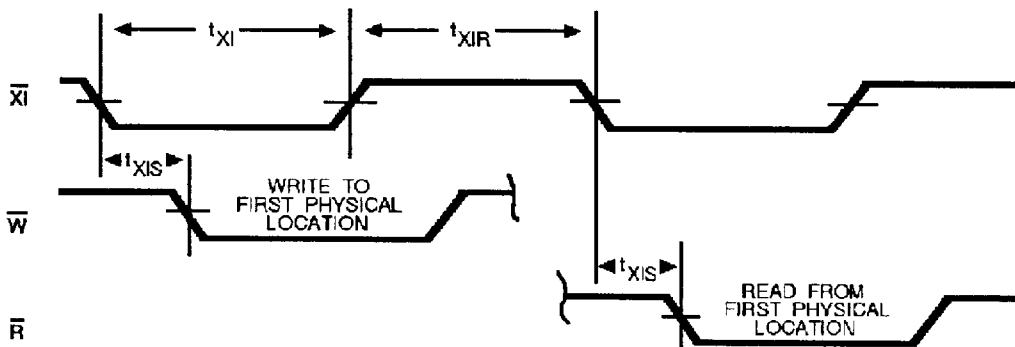 tXI
tXIR
XI
tXIS
WRITE TO
FIRST PHYSICAL
LOCATION
W
tXIS
READ FROM
FIRST PHYSICAL
LOCATION
R